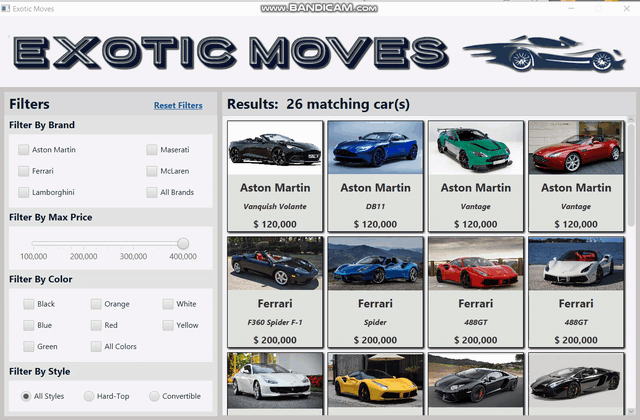 Exotic Moves
WWW.BANDICAM.COM
EXOTIC MOVES
Filters
Reset Filters
Filter By Brand
Aston Martin
Maserati
Ferrari
McLaren
Lamborghini
All Brands
Filter By Max Price
100,000
200,000
300,000
400,000
Filter By Color
Black
Orange
White
Blue
Red
Yellow
Green
All Colors
Filter By Style
All Styles
Hard-Top
Convertible
Results: 26 matching car(s)
Aston Martin
Vanquish Volante
$ 120,000
Aston Martin
DB11
$ 120,000
Aston Martin
Vantage
$ 120,000
Aston Martin
Vantage
$ 120,000
Ferrari
F360 Spider F-1
$ 200,000
Ferrari
Spider
$ 200,000
Ferrari
488GT
$ 200,000
Ferrari
488GT
$ 200,000